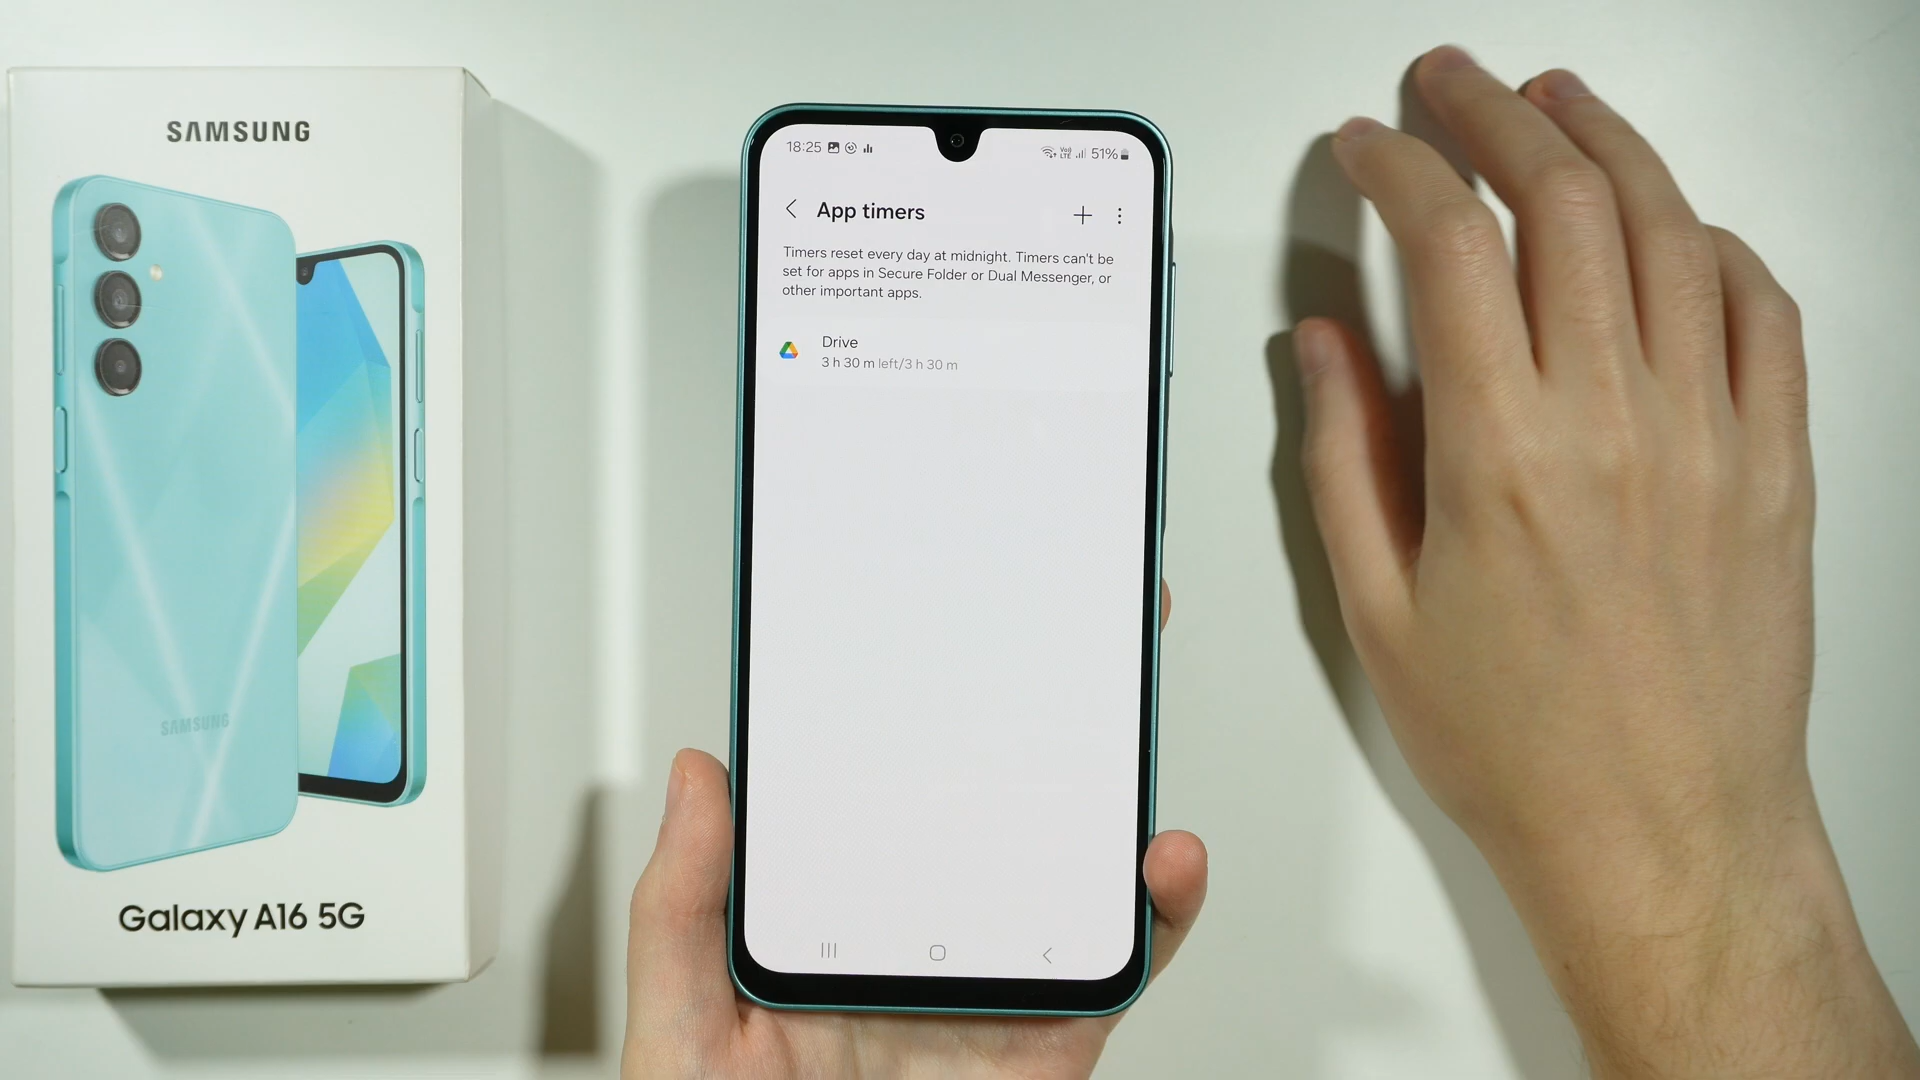 SAMSUNG
SAMSUNG
Galaxy A16 5G
18:25
Vo)) LTE
51%
App timers
Timers reset every day at midnight. Timers can't be
set for apps in Secure Folder or Dual Messenger, or
other important apps.
Drive
3 h 30 m left/3 h 30 m